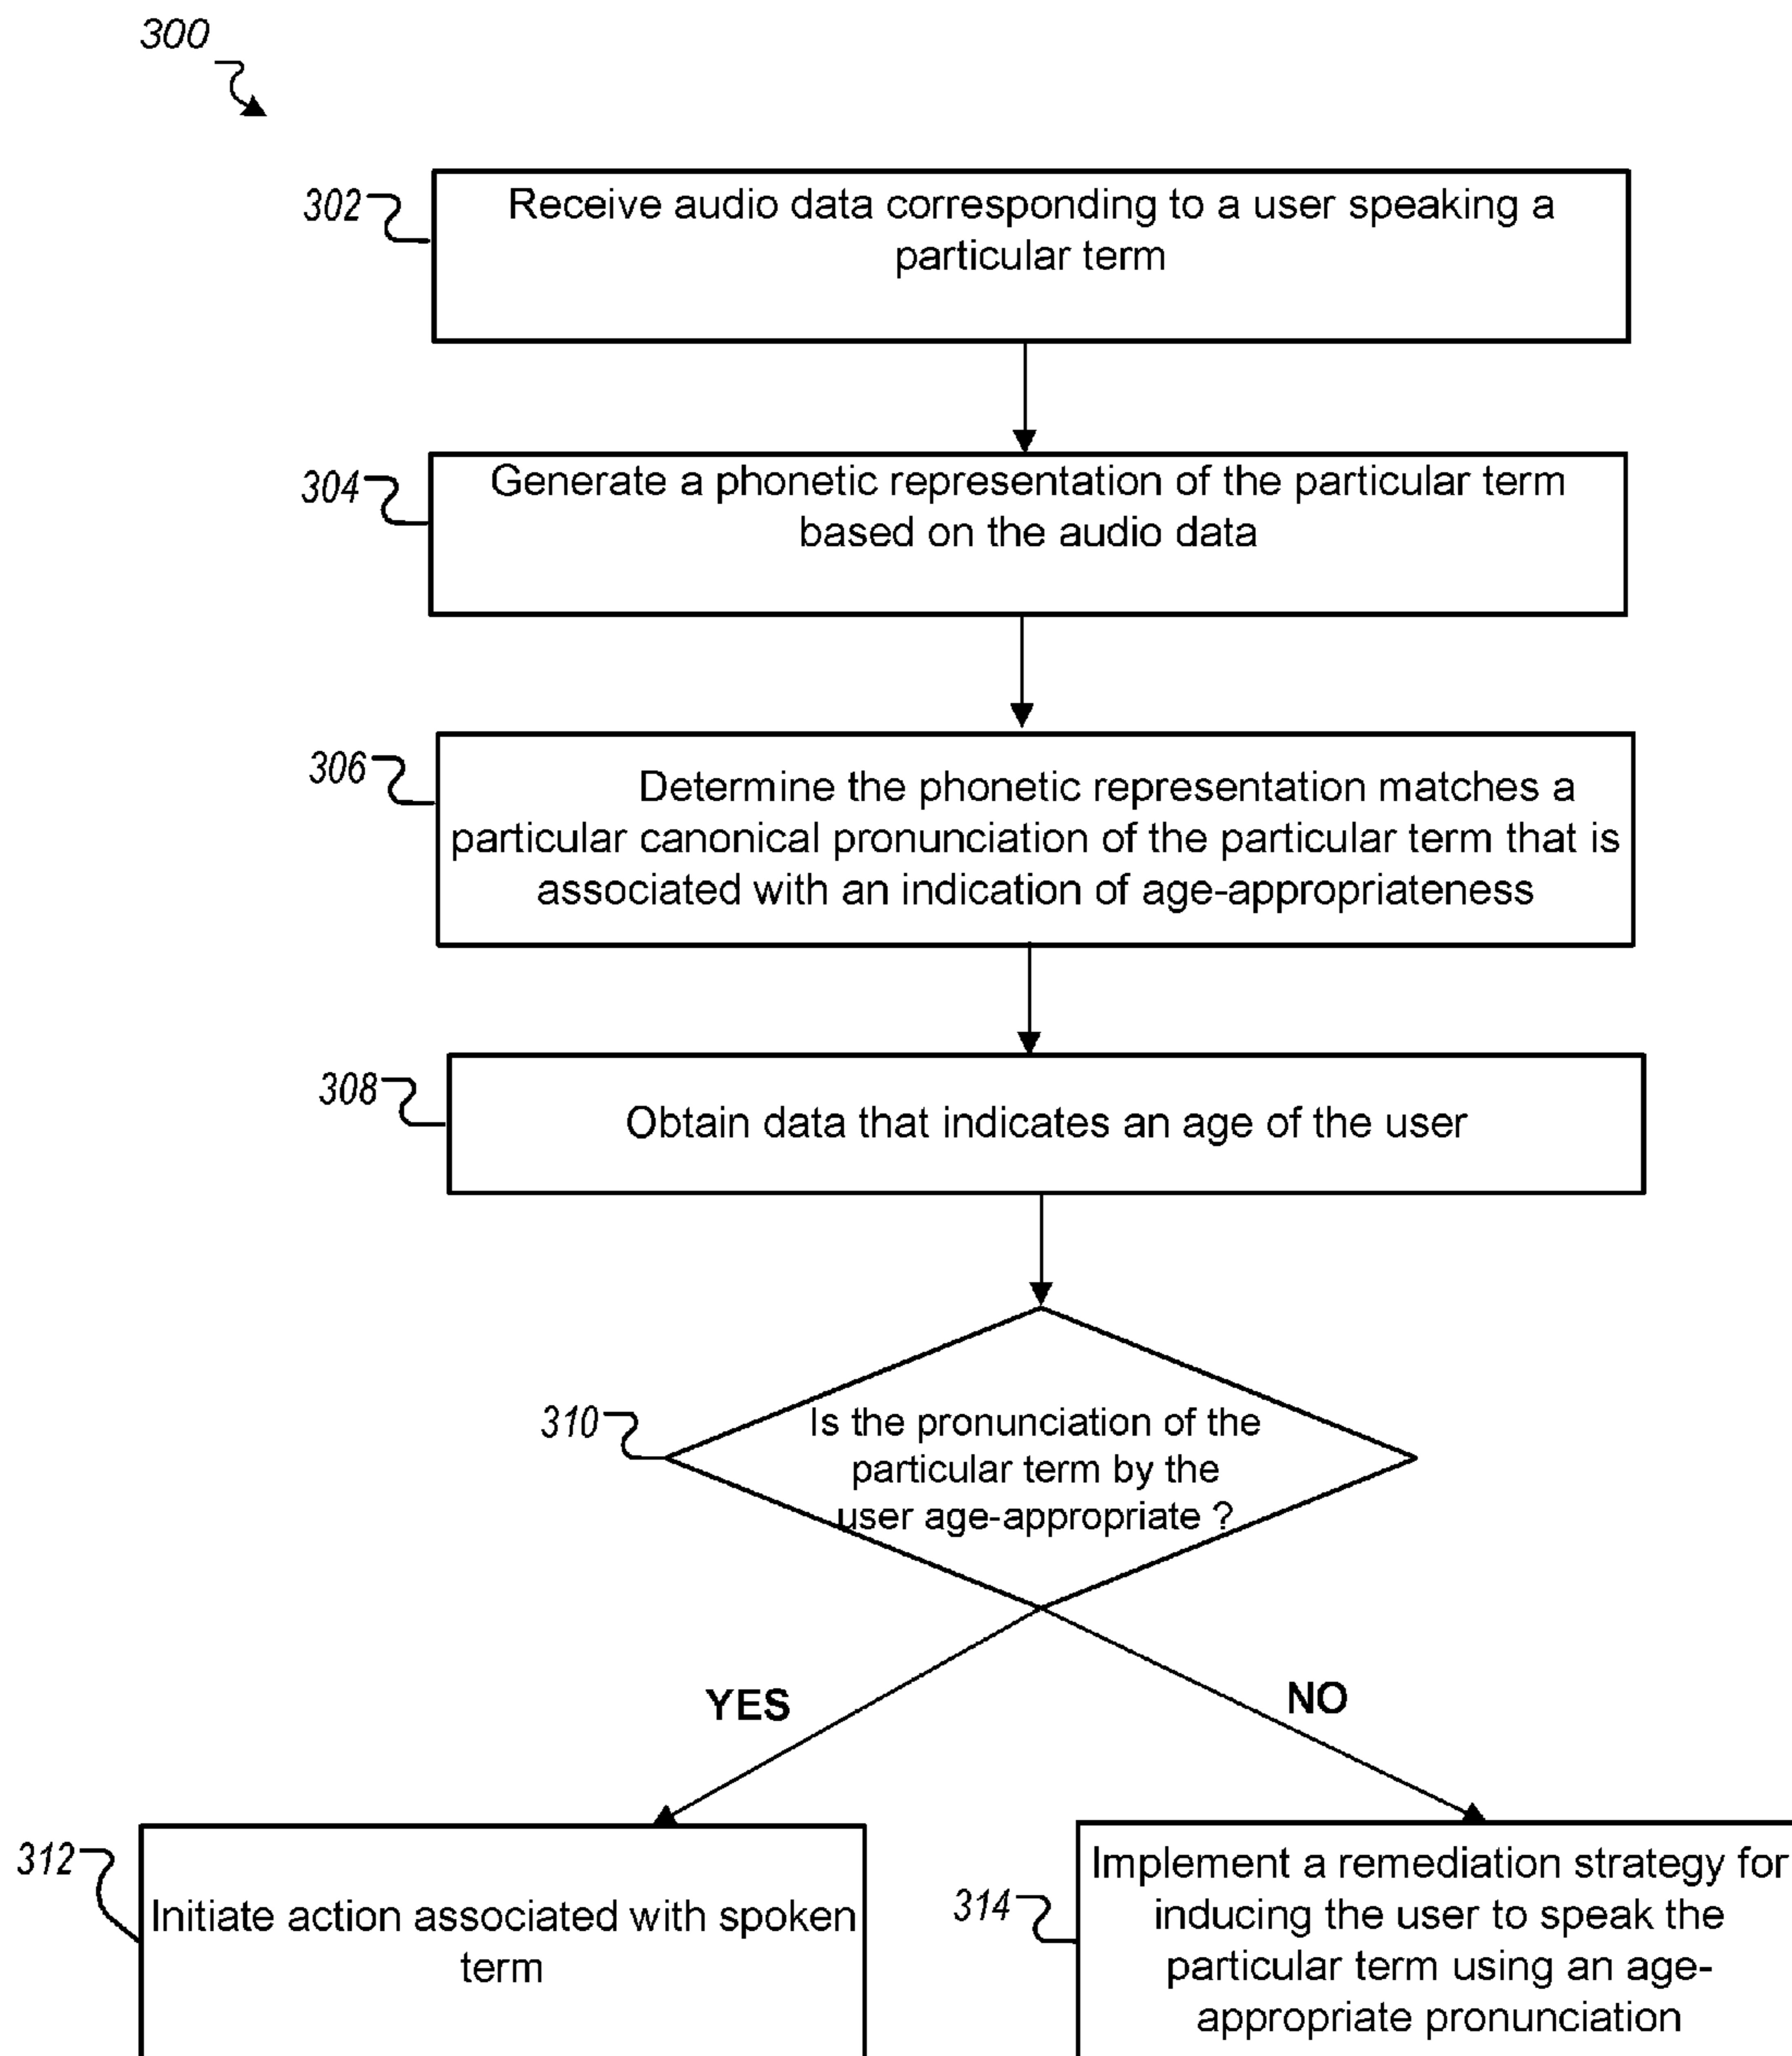 300
302
Receive audio data corresponding to a user speaking a
particular term
304
Generate a phonetic representation of the particular term
based on the audio data
306
Determine the phonetic representation matches a
particular canonical pronunciation of the particular term that is
associated with an indication of age-appropriateness
308
Obtain data that indicates an age of the user
310
Is the pronunciation of the
particular term by the
user age-appropriate ?
YES
NO
312
Initiate action associated with spoken
term
314
Implement a remediation strategy for
inducing the user to speak the
particular term using an age-
appropriate pronunciation